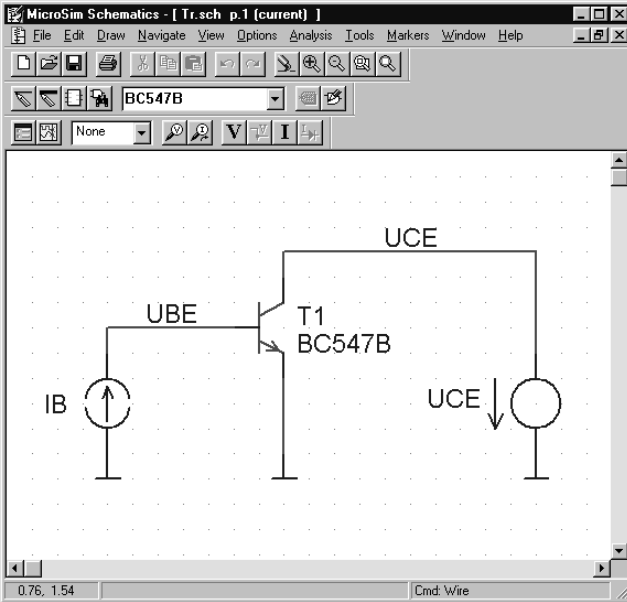 MicroSim Schematics - [ Tr.sch p.1 (current) ]
File Edit Draw Navigate View Options Analysis Tools Markers Window Help
BC547B
None
V I
UCE
UBE
T1
BC547B
IB
UCE
0.76, 1.54 Cmd: Wire